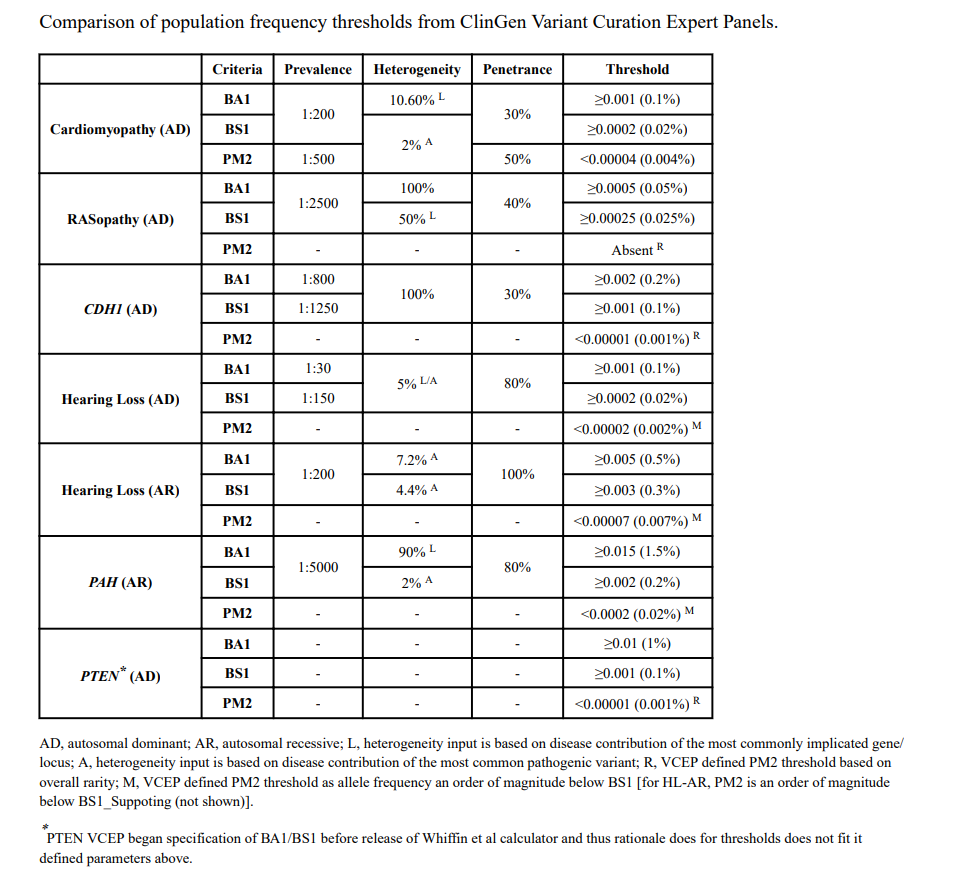 Comparison of population frequency thresholds from ClinGen Variant Curation Expert Panels.
Criteria Prevalence Heterogeneity Penetrance Threshold
Cardiomyopathy (AD) BA1 1:200 10.60% L 30% ≥0.001 (0.1%)
BS1 2% A ≥0.0002 (0.02%)
PM2 1:500 50% <0.00004 (0.004%)
RASopathy (AD) BA1 1:2500 100% 40% ≥0.0005 (0.05%)
BS1 50% L ≥0.00025 (0.025%)
PM2 - - - Absent R
CDH1 (AD) BA1 1:800 100% 30% ≥0.002 (0.2%)
BS1 1:1250 ≥0.001 (0.1%)
PM2 - - - <0.00001 (0.001%) R
Hearing Loss (AD) BA1 1:30 5% L/A 80% ≥0.001 (0.1%)
BS1 1:150 ≥0.0002 (0.02%)
PM2 - - - <0.00002 (0.002%) M
Hearing Loss (AR) BA1 1:200 7.2% A 100% ≥0.005 (0.5%)
BS1 4.4% A ≥0.003 (0.3%)
PM2 - - - <0.00007 (0.007%) M
PAH (AR) BA1 1:5000 90% L 80% ≥0.015 (1.5%)
BS1 2% A ≥0.002 (0.2%)
PM2 - - - <0.0002 (0.02%) M
PTEN* (AD) BA1 - - - ≥0.01 (1%)
BS1 - - - ≥0.001 (0.1%)
PM2 - - - <0.00001 (0.001%) R
AD, autosomal dominant; AR, autosomal recessive; L, heterogeneity input is based on disease contribution of the most commonly implicated gene/
locus; A, heterogeneity input is based on disease contribution of the most common pathogenic variant; R, VCEP defined PM2 threshold based on
overall rarity; M, VCEP defined PM2 threshold as allele frequency an order of magnitude below BS1 [for HL-AR, PM2 is an order of magnitude
below BS1_Suppoting (not shown)].
*PTEN VCEP began specification of BA1/BS1 before release of Whiffin et al calculator and thus rationale does for thresholds does not fit it
defined parameters above.